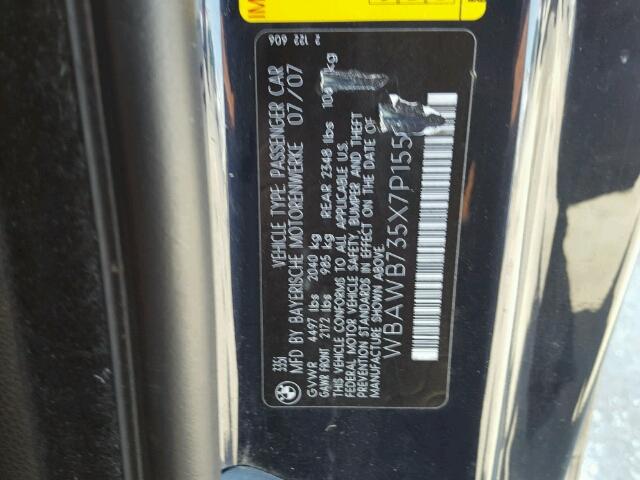 335i VEHICLE TYPE: PASSENGER CAR
MFD BY BAYERISCHE MOTORENWERKE 07/07
GVWR 4497 lbs 2040 kg
GAWR FRONT 2172 lbs 985 kg REAR 2348 lbs kg
THIS VEHICLE CONFORMS TO ALL APPLICABLE U.S.
FEDERAL MOTOR VEHICLE SAFETY, BUMPER AND THEFT
PREVENTION STANDARDS IN EFFECT ON THE DATE OF
MANUFACTURE SHOWN ABOVE.
WBAWB735X7P155
2 122 606